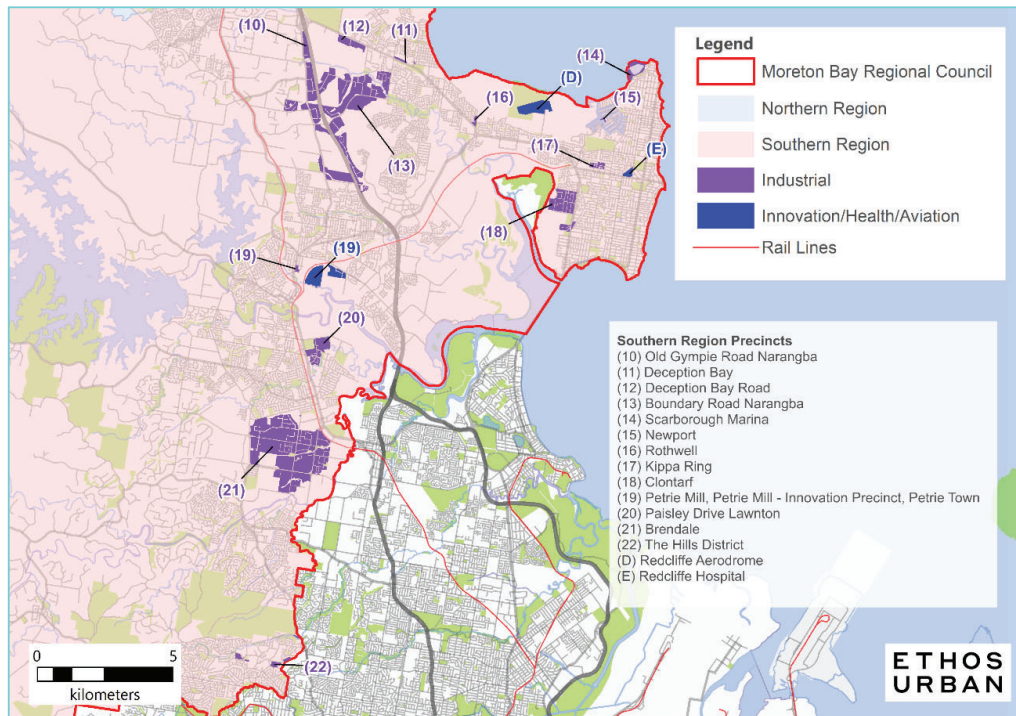 (10)
(12)
(11)
(D)
(14)
(16)
(15)
(17)
(E)
(13)
(18)
(19)
(19)
(20)
(21)
(22)
Legend
Moreton Bay Regional Council
Northern Region
Southern Region
Industrial
Innovation/Health/Aviation
Rail Lines
Southern Region Precincts
(10) Old Gympie Road Narangba
(11) Deception Bay
(12) Deception Bay Road
(13) Boundary Road Narangba
(14) Scarborough Marina
(15) Newport
(16) Rothwell
(17) Kippa Ring
(18) Clontarf
(19) Petrie Mill, Petrie Mill - Innovation Precinct, Petrie Town
(20) Paisley Drive Lawnton
(21) Brendale
(22) The Hills District
(D) Redcliffe Aerodrome
(E) Redcliffe Hospital
0 5
kilometers
ETHOS
URBAN